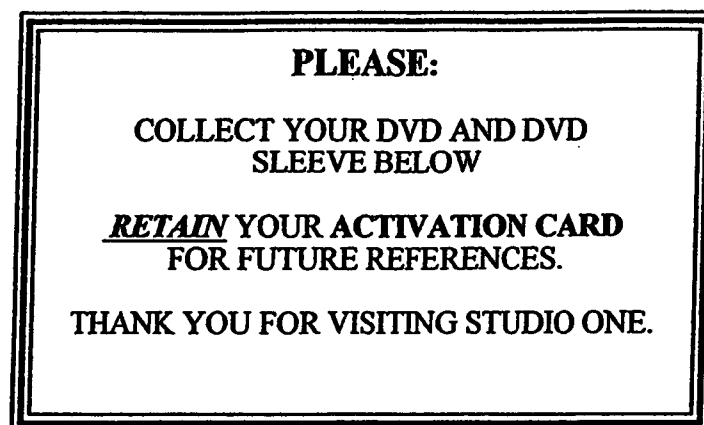 PLEASE:
COLLECT YOUR DVD AND DVD
SLEEVE BELOW
RETAIN YOUR ACTIVATION CARD
FOR FUTURE REFERENCES.
THANK YOU FOR VISITING STUDIO ONE.